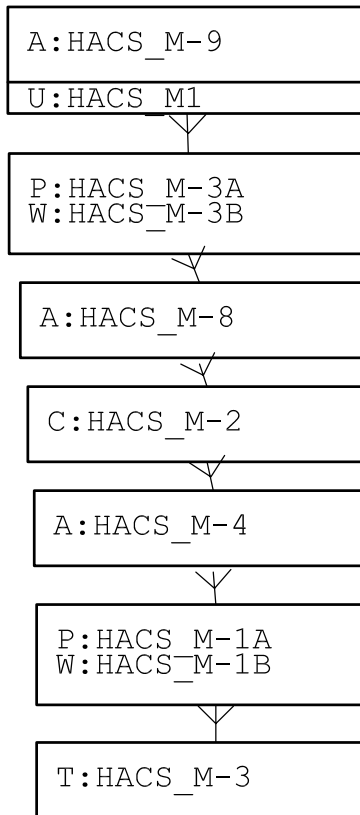 A:HACS_M-9
U:HACS_M1
P:HACS_M-3A
W:HACS_M-3B
A:HACS_M-8
C:HACS_M-2
A:HACS_M-4
P:HACS_M-1A
W:HACS_M-1B
T:HACS_M-3